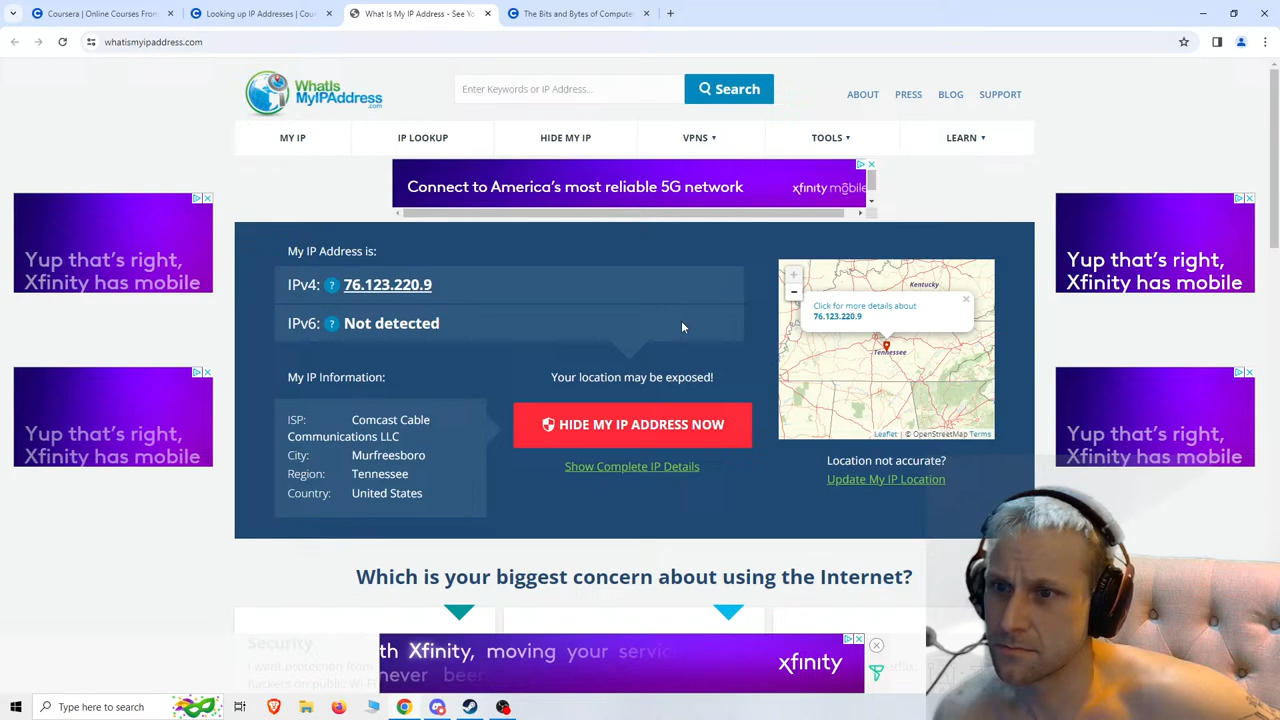 Coursera | Online Courses From
Looking up IP Addresses | Cou
What Is My IP Address - See Yo
The Bits and Bytes of Compute
whatismyipaddress.com
WhatIs
MyIPAddress
.com
Enter Keywords or IP Address...
Search
ABOUT
PRESS
BLOG
SUPPORT
MY IP
IP LOOKUP
HIDE MY IP
VPNS
TOOLS
LEARN
Connect to America's most reliable 5G network
xfinity mobile
Yup that's right,
Xfinity has mobile
Yup that's right,
Xfinity has mobile
My IP Address is:
IPv4: ? 76.123.220.9
IPv6: ? Not detected
Kentucky
Click for more details about
76.123.220.9
Tennessee
Leaflet | © OpenStreetMap Terms
My IP Information:
Your location may be exposed!
ISP: Comcast Cable
Communications LLC
City: Murfreesboro
Region: Tennessee
Country: United States
HIDE MY IP ADDRESS NOW
Show Complete IP Details
Location not accurate?
Update My IP Location
Yup that's right,
Xfinity has mobile
Yup that's right,
Xfinity has mobile
Which is your biggest concern about using the Internet?
Security
th Xfinity, moving your servic
never been
xfinity
Type here to search